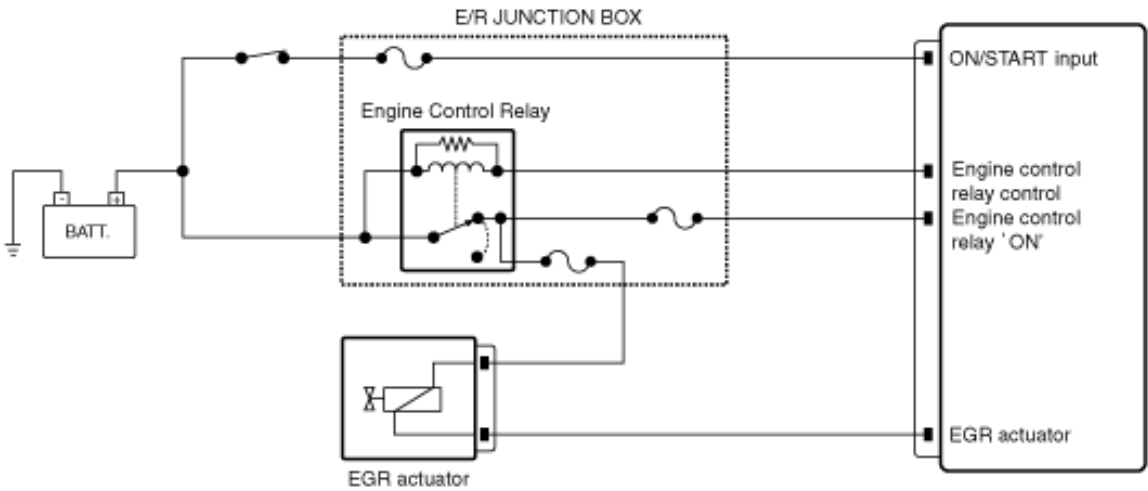 E/R JUNCTION BOX
ON/START input
Engine Control Relay
Engine control
relay control
- +
BATT.
Engine control
relay ‘ON’
EGR actuator
EGR actuator